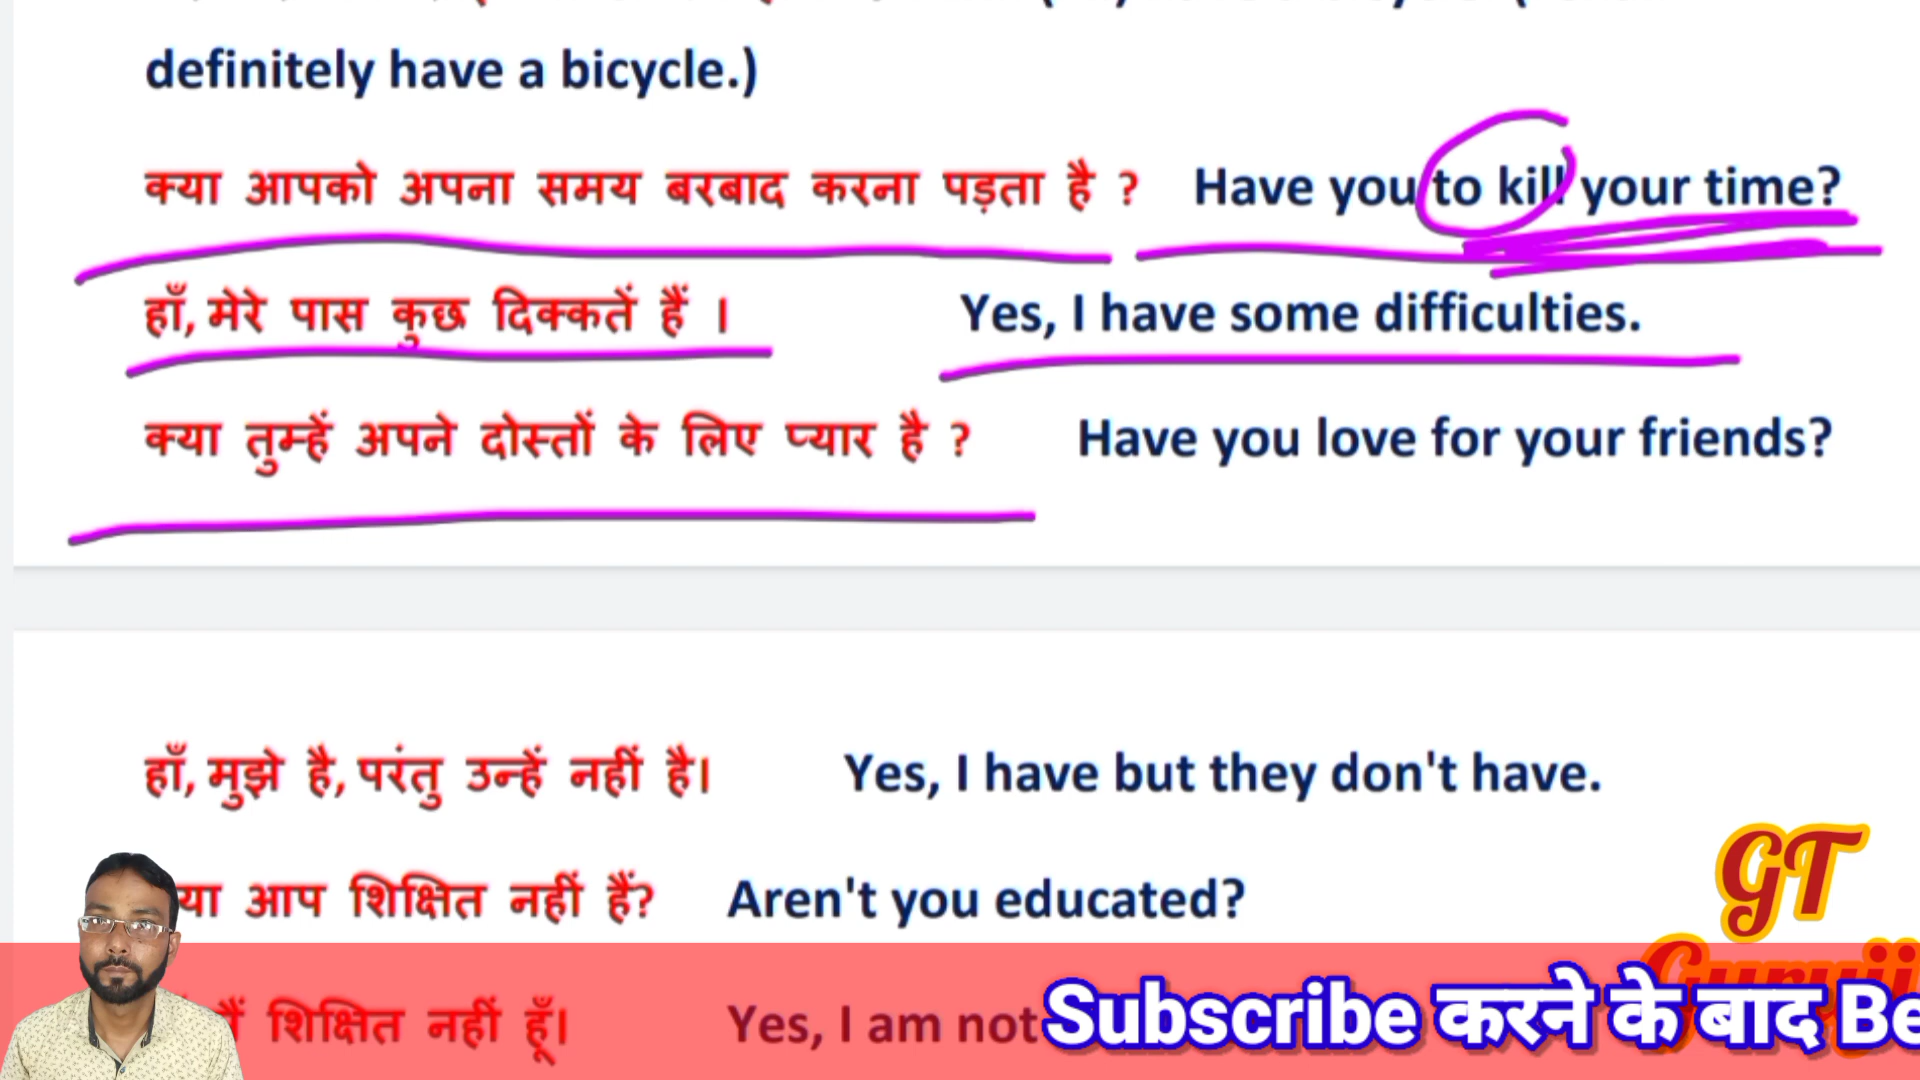 definitely have a bicycle.)
क्या आपको अपना समय बरबाद करना पड़ता है ? Have you to kill your time?
हाँ, मेरे पास कुछ दिक्कतें हैं । Yes, I have some difficulties.
क्या तुम्हें अपने दोस्तों के लिए प्यार है ? Have you love for your friends?
हाँ, मुझे है, परंतु उन्हें नहीं है। Yes, I have but they don't have.
आप शिक्षित नहीं हैं? Aren't you educated?
शिक्षित नहीं हूँ। Yes, I am not
GT
Guruji
Subscribe करने के बाद Be